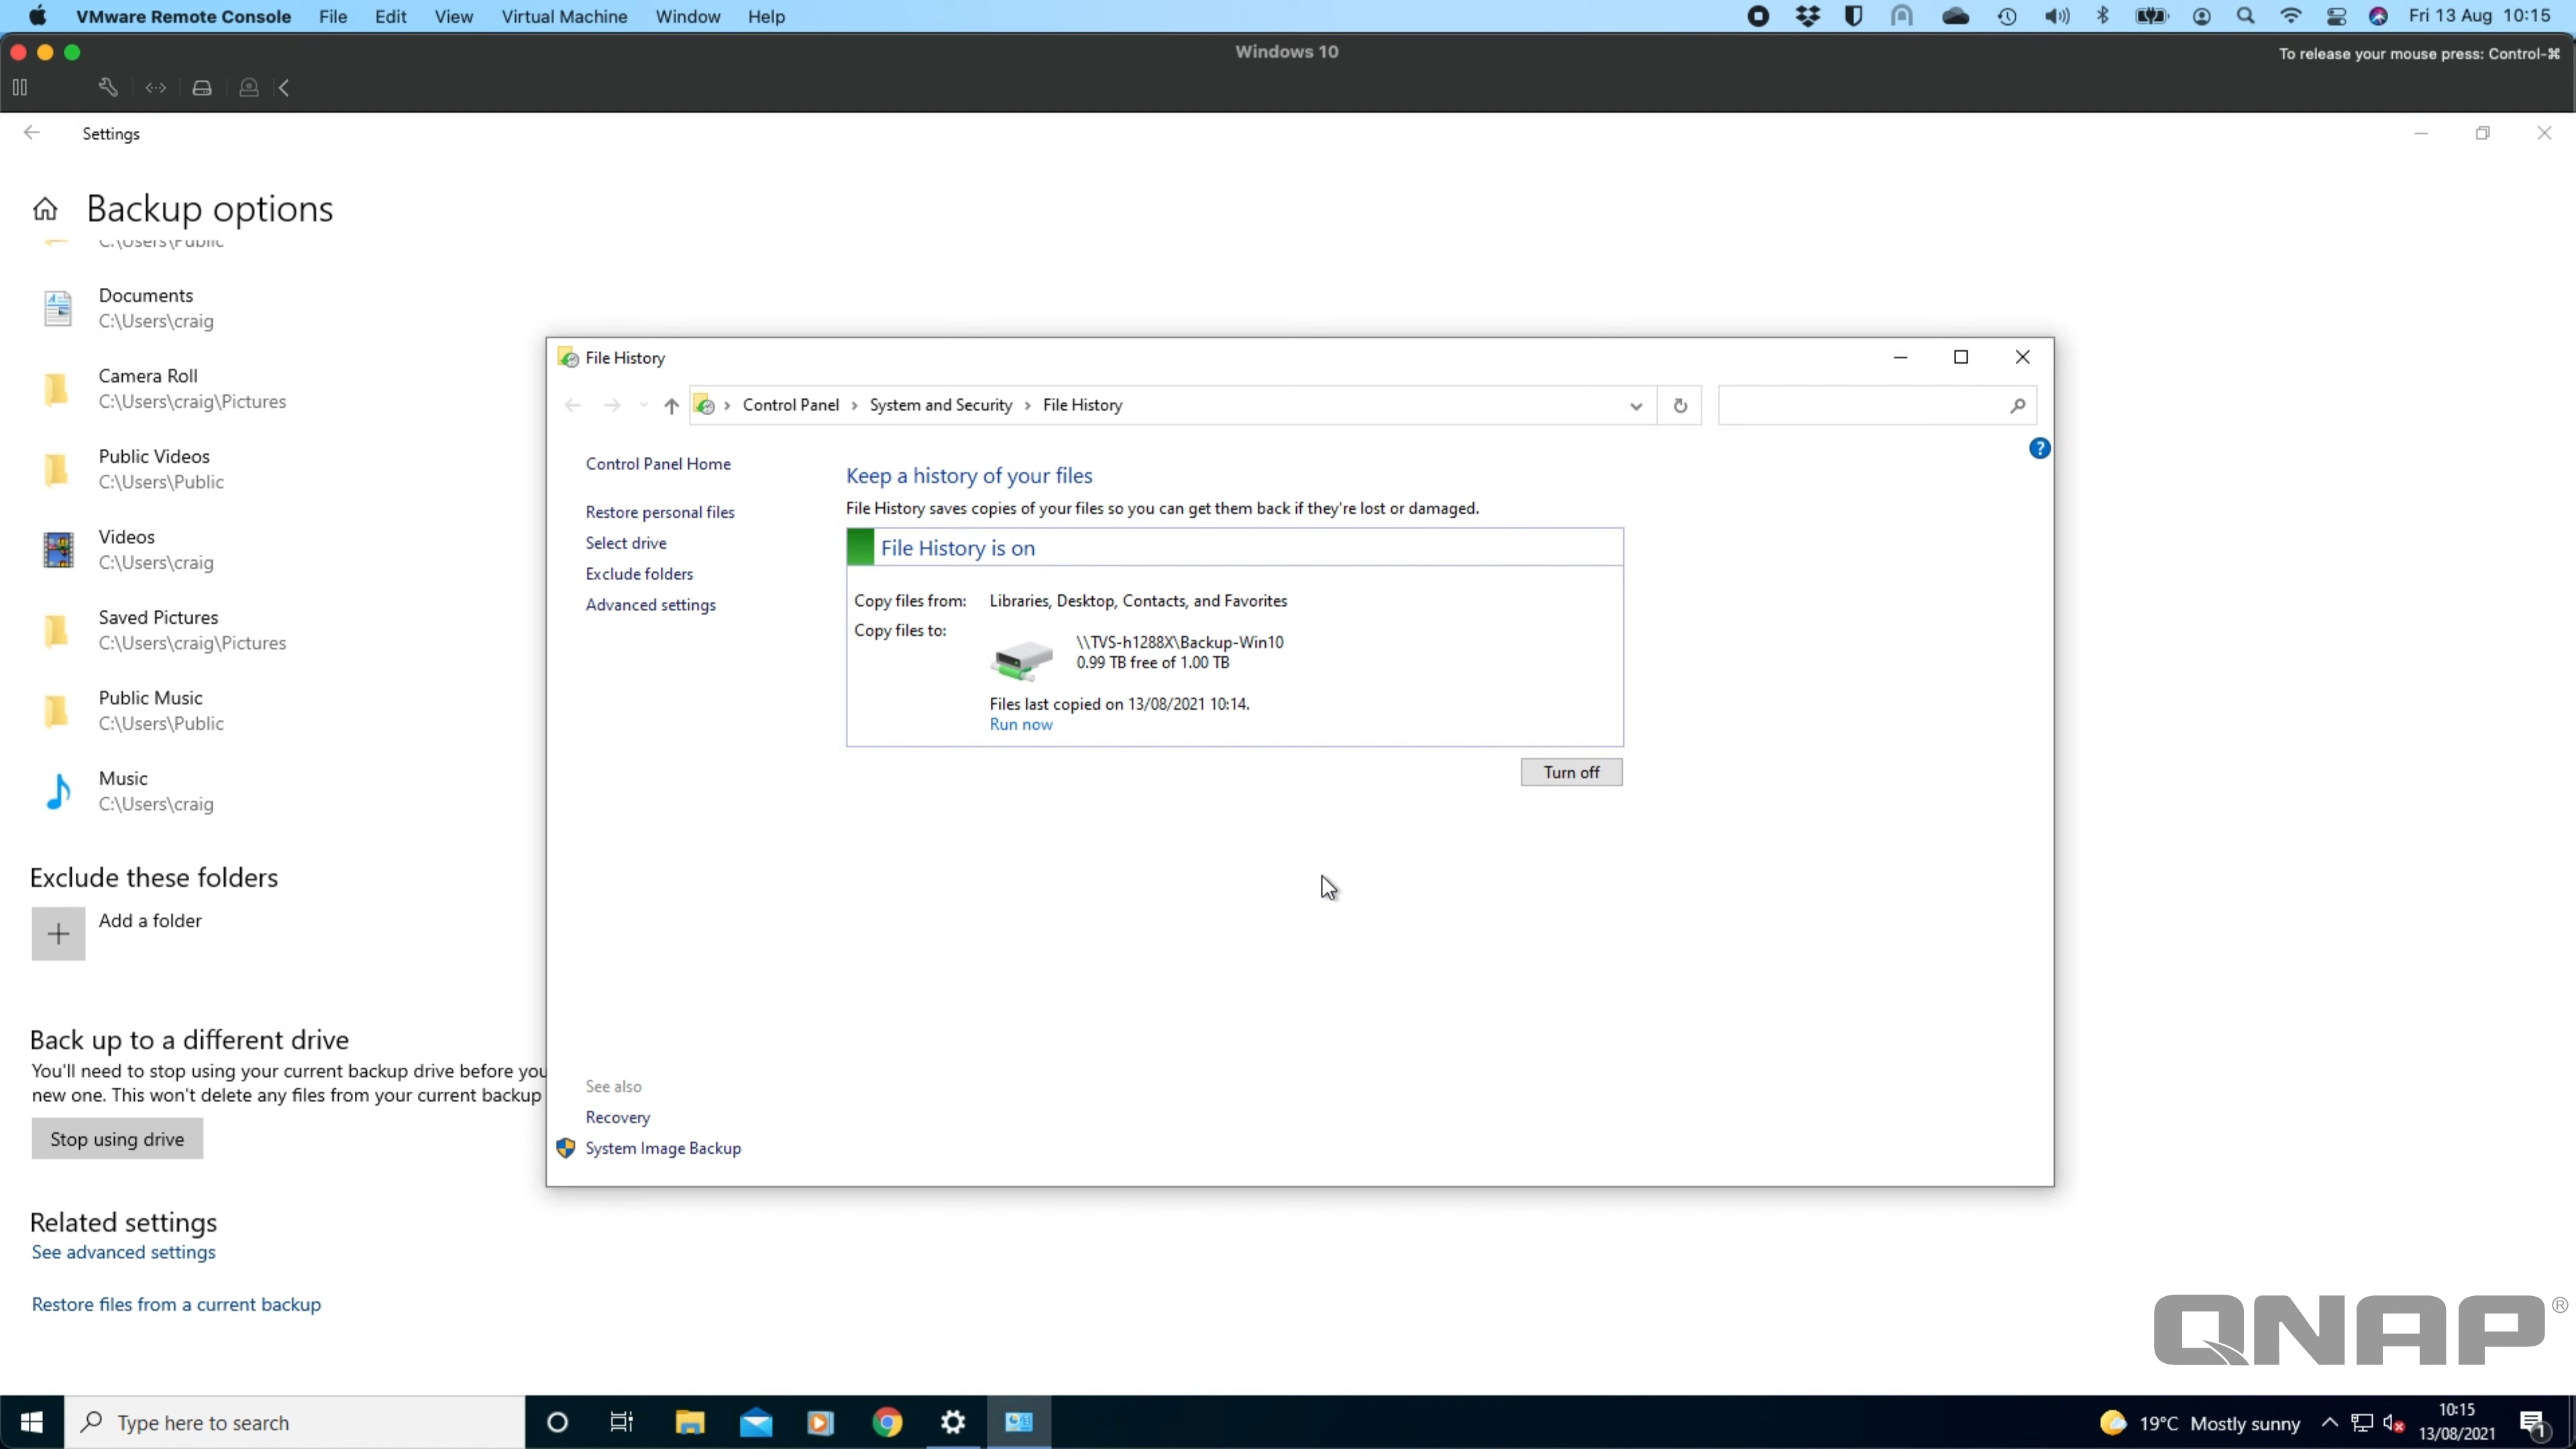 VMware Remote Console File Edit View Virtual Machine Window Help Fri 13 Aug 10:15
Windows 10
To release your mouse press: Control-⌘
Settings
Backup options
C:\Users\Public
Documents
C:\Users\craig
Camera Roll
C:\Users\craig\Pictures
Public Videos
C:\Users\Public
Videos
C:\Users\craig
Saved Pictures
C:\Users\craig\Pictures
Public Music
C:\Users\Public
Music
C:\Users\craig
Exclude these folders
Add a folder
Back up to a different drive
You'll need to stop using your current backup drive before you
new one. This won't delete any files from your current backup
Stop using drive
Related settings
See advanced settings
Restore files from a current backup
File History
Control Panel > System and Security > File History
Control Panel Home
Restore personal files
Select drive
Exclude folders
Advanced settings
Keep a history of your files
File History saves copies of your files so you can get them back if they're lost or damaged.
File History is on
Copy files from: Libraries, Desktop, Contacts, and Favorites
Copy files to:
\\TVS-h1288X\Backup-Win10
0.99 TB free of 1.00 TB
Files last copied on 13/08/2021 10:14.
Run now
Turn off
See also
Recovery
System Image Backup
QNAP®
Type here to search
19°C Mostly sunny
10:15
13/08/2021
1